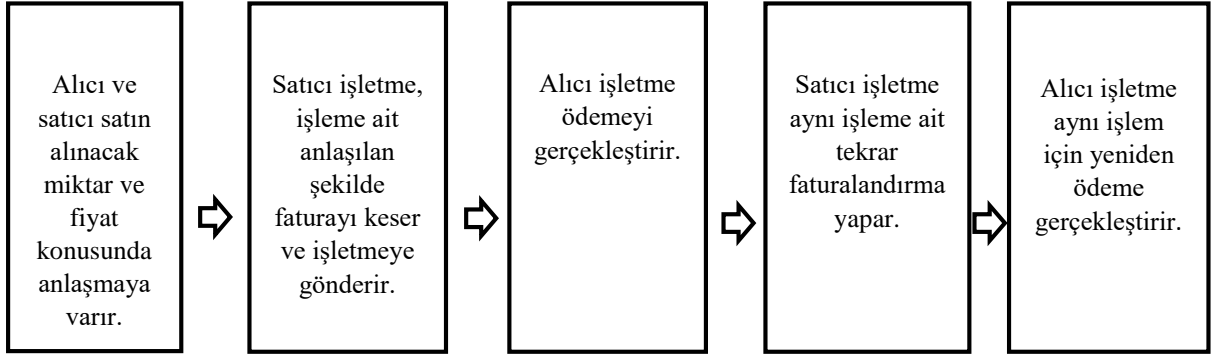 Alıcı ve
satıcı satın
alınacak
miktar ve
fiyat
konusunda
anlaşmaya
varır.
Satıcı işletme,
işleme ait
anlaşılan
şekilde
faturayı keser
ve işletmeye
gönderir.
Alıcı işletme
ödemeyi
gerçekleştirir.
Satıcı işletme
aynı işleme ait
tekrar
faturalandırma
yapar.
Alıcı işletme
aynı işlem
için yeniden
ödeme
gerçekleştirir.